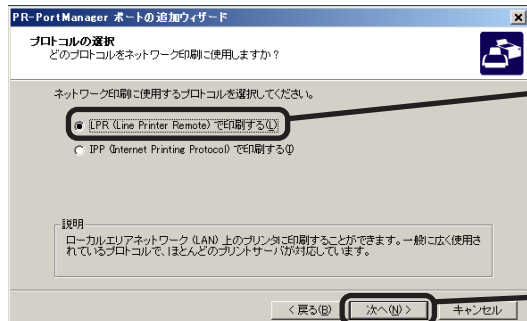 PR-PortManager ポートの追加ウィザード
プロトコルの選択
どのプロトコルをネットワーク印刷に使用しますか？
ネットワーク印刷に使用するプロトコルを選択してください。
LPR (Line Printer Remote) で印刷する(L)
IPP (Internet Printing Protocol) で印刷する(I)
説明
ローカルエリアネットワーク (LAN) 上のプリンタに印刷することができます。一般に広く使用さ
れているプロトコルで、ほとんどのプリントサーバが対応しています。
< 戻る(B) 次へ(N) > キャンセル